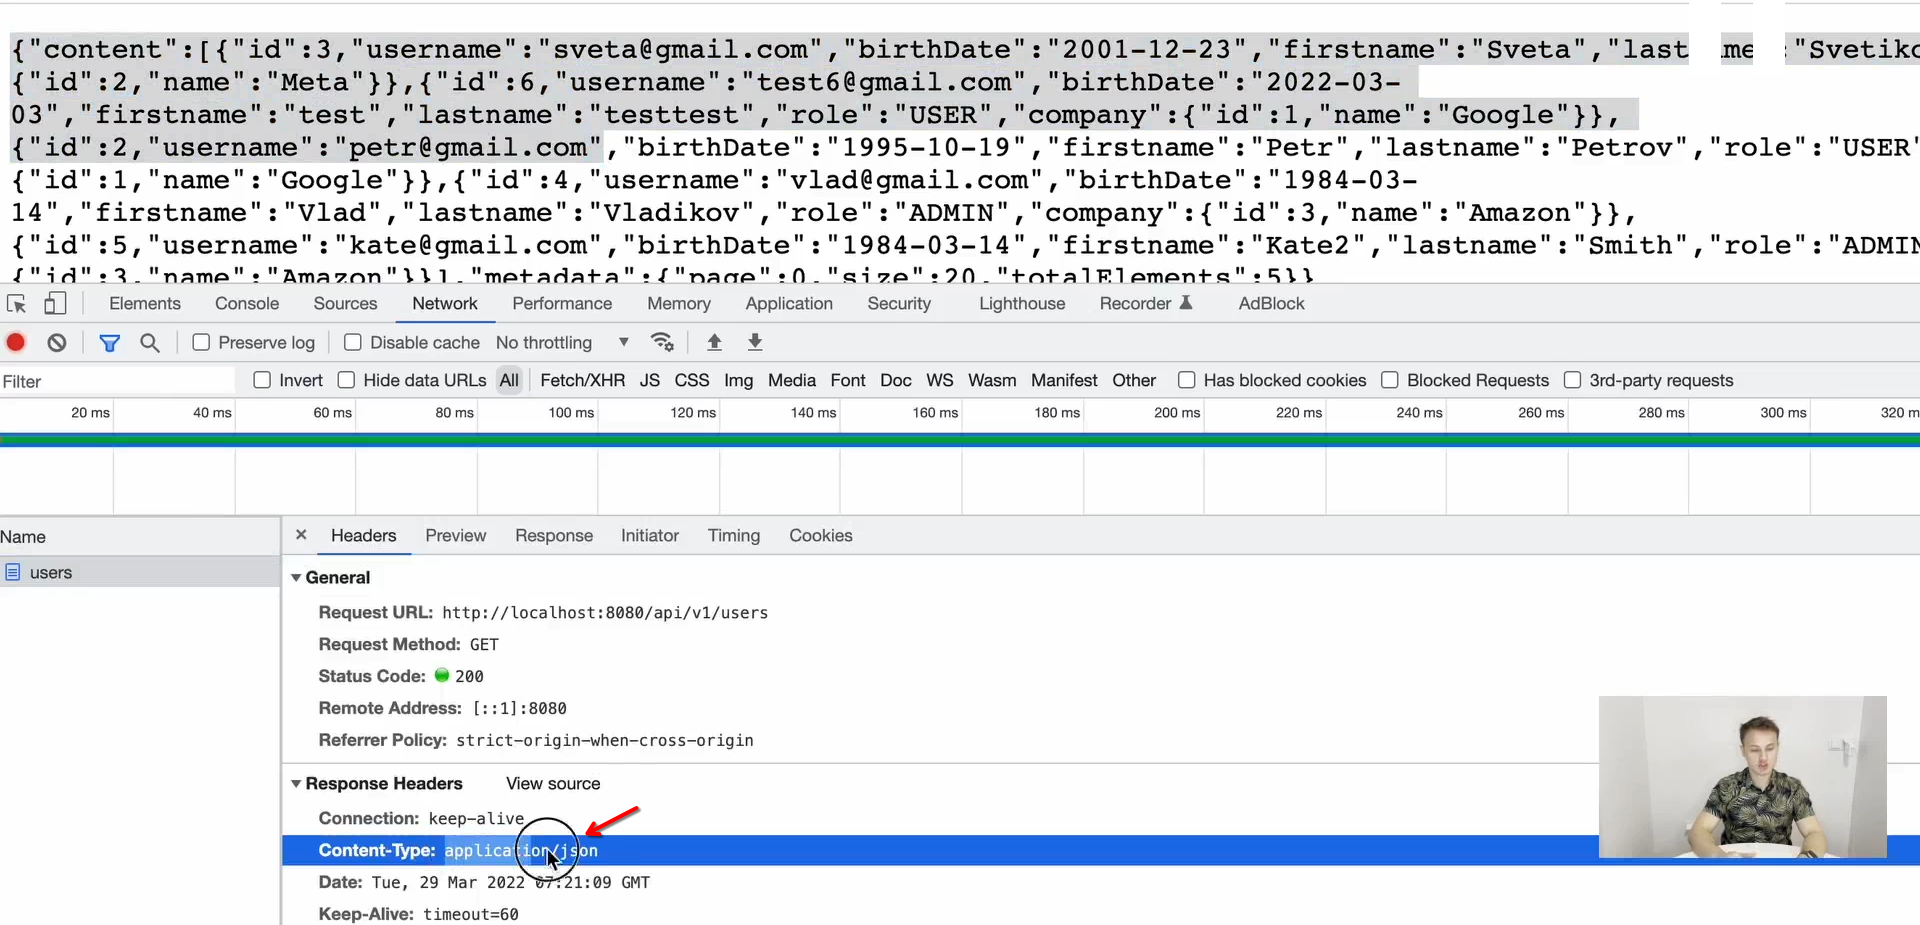 {"content":[{"id":3,"username":"sveta@gmail.com","birthDate":"2001-12-23","firstname":"Sveta","last me :"Svetiko
{"id":2,"name":"Meta"}},{"id":6,"username":"test6@gmail.com","birthDate":"2022-03-
03","firstname":"test","lastname":"testtest","role":"USER","company":{"id":1,"name":"Google"}},
{"id":2,"username":"petr@gmail.com","birthDate":"1995-10-19","firstname":"Petr","lastname":"Petrov","role":"USER"
{"id":1,"name":"Google"}},{"id":4,"username":"vlad@gmail.com","birthDate":"1984-03-
14","firstname":"Vlad","lastname":"Vladikov","role":"ADMIN","company":{"id":3,"name":"Amazon"}},
{"id":5,"username":"kate@gmail.com","birthDate":"1984-03-14","firstname":"Kate2","lastname":"Smith","role":"ADMIN
{"id":3,"name":"Amazon"}}],"metadata":{"page":0,"size":20,"totalElements":5}}
Elements Console Sources Network Performance Memory Application Security Lighthouse Recorder AdBlock
Preserve log Disable cache No throttling
Filter Invert Hide data URLs All Fetch/XHR JS CSS Img Media Font Doc WS Wasm Manifest Other Has blocked cookies Blocked Requests 3rd-party requests
20 ms 40 ms 60 ms 80 ms 100 ms 120 ms 140 ms 160 ms 180 ms 200 ms 220 ms 240 ms 260 ms 280 ms 300 ms 320 m
Name
users
Headers Preview Response Initiator Timing Cookies
General
Request URL: http://localhost:8080/api/v1/users
Request Method: GET
Status Code: 200
Remote Address: [::1]:8080
Referrer Policy: strict-origin-when-cross-origin
Response Headers View source
Connection: keep-alive
Content-Type: application/json
Date: Tue, 29 Mar 2022 07:21:09 GMT
Keep-Alive: timeout=60